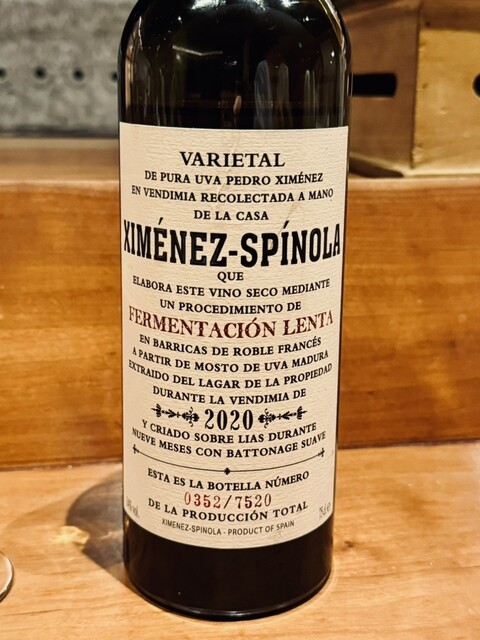 VARIETAL
DE PURA UVA PEDRO XIMÉNEZ
EN VENDIMIA RECOLECTADA A MANO
DE LA CASA
XIMÉNEZ-SPÍNOLA
QUE
ELABORA ESTE VINO SECO MEDIANTE
UN PROCEDIMIENTO DE
FERMENTACIÓN LENTA
EN BARRICAS DE ROBLE FRANCÉS
A PARTIR DE MOSTO DE UVA MADURA
EXTRAIDO DEL LAGAR DE LA PROPIEDAD
DURANTE LA VENDIMIA DE
2020
Y CRIADO SOBRE LIAS DURANTE
NUEVE MESES CON BATTONAGE SUAVE
ESTA ES LA BOTELLA NÚMERO
0352/7520
DE LA PRODUCCIÓN TOTAL
XIMENEZ-SPINOLA - PRODUCT OF SPAIN